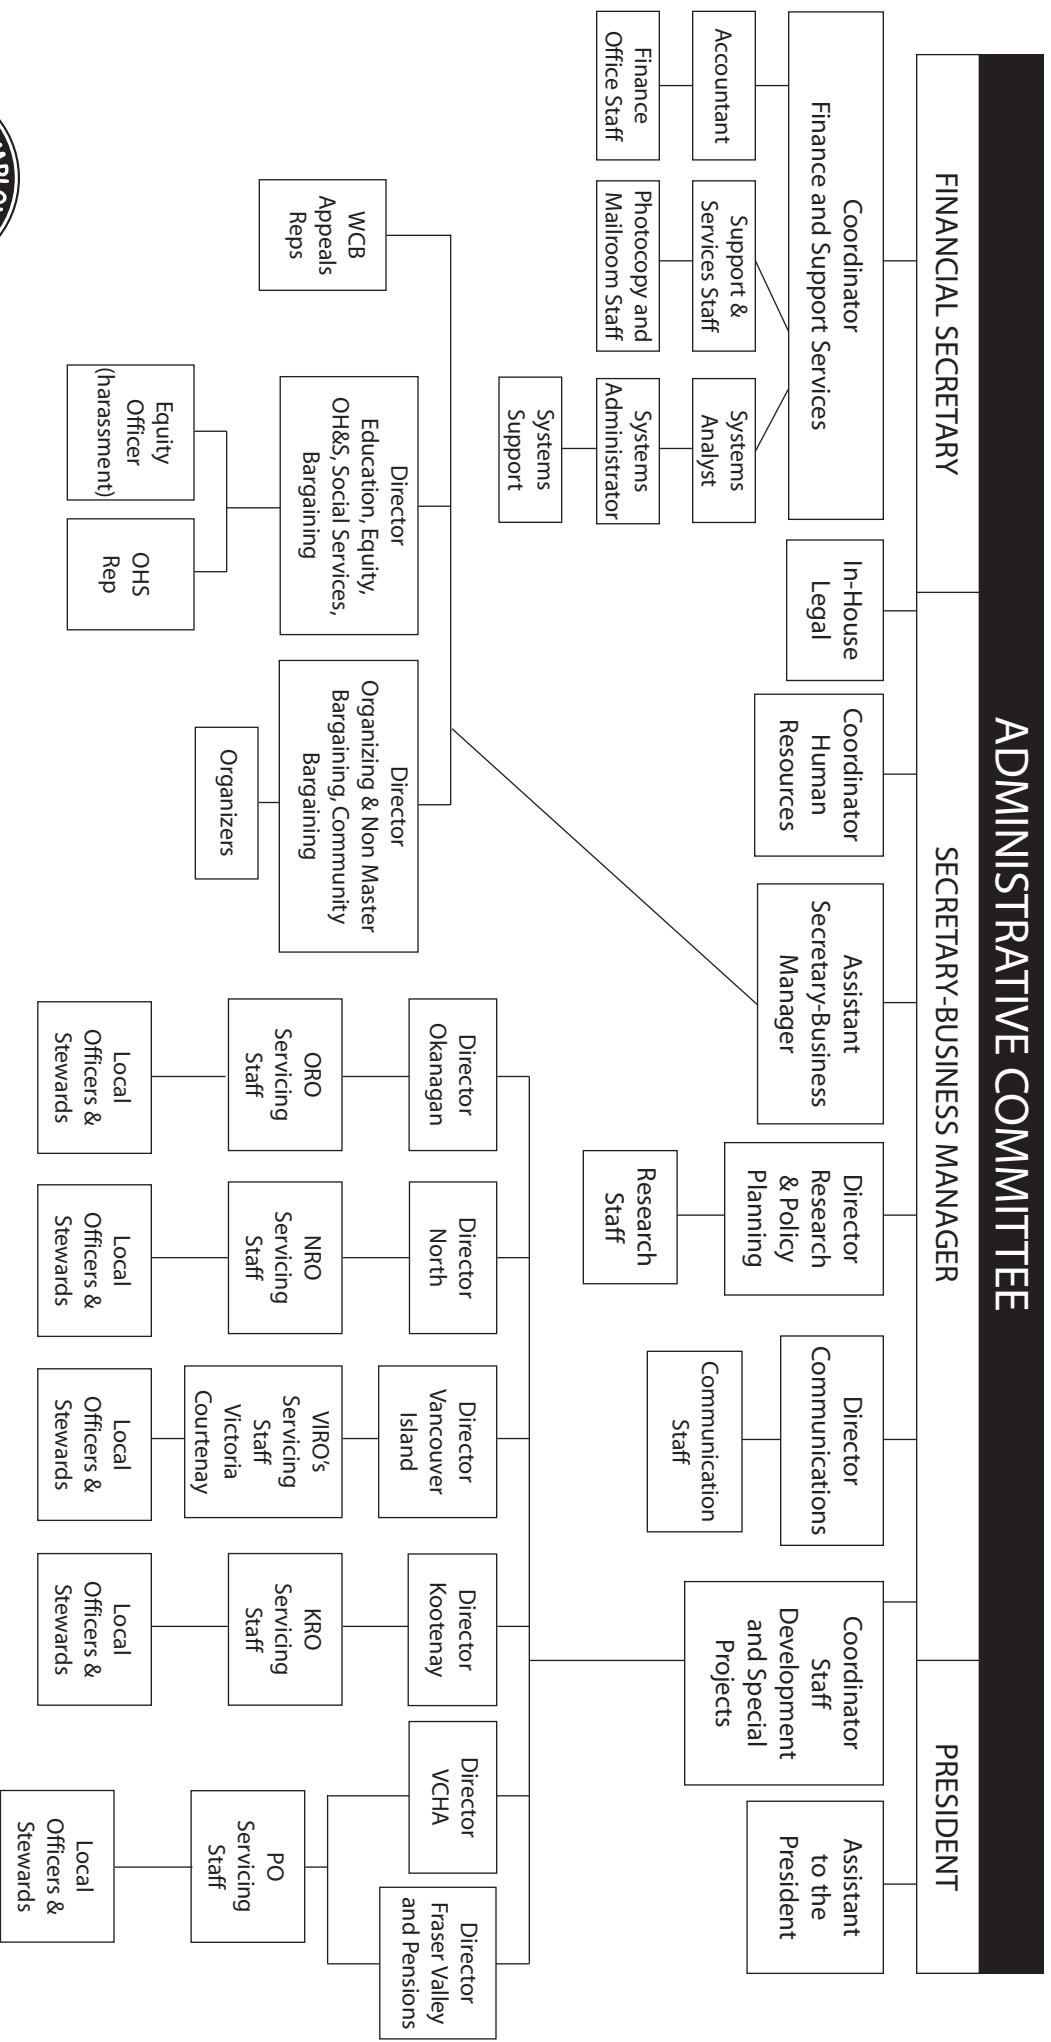 ADMINISTRATIVE COMMITTEE
FINANCIAL SECRETARY
SECRETARY-BUSINESS MANAGER
PRESIDENT
Coordinator
Finance and Support Services
Accountant
Finance
Office Staff
Support &
Services Staff
Photocopy and
Mailroom Staff
Systems
Analyst
Systems
Administrator
Systems
Support
In-House
Legal
Coordinator
Human
Resources
Assistant
Secretary-Business
Manager
Director
Research
& Policy
Planning
Research
Staff
Director
Communications
Communication
Staff
Coordinator
Staff
Development
and Special
Projects
Assistant
to the
President
WCB
Appeals
Reps
Director
Education, Equity,
OH&S, Social Services,
Bargaining
Equity
Officer
(harassment)
OHS
Rep
Director
Organizing & Non Master
Bargaining, Community
Bargaining
Organizers
Director
Okanagan
ORO
Servicing
Staff
Local
Officers &
Stewards
Director
North
NRO
Servicing
Staff
Local
Officers &
Stewards
Director
Vancouver
Island
VIRO's
Servicing
Staff
Victoria
Courtenay
Local
Officers &
Stewards
Director
Kootenay
KRO
Servicing
Staff
Local
Officers &
Stewards
Director
VCHA
Director
Fraser Valley
and Pensions
PO
Servicing
Staff
Local
Officers &
Stewards